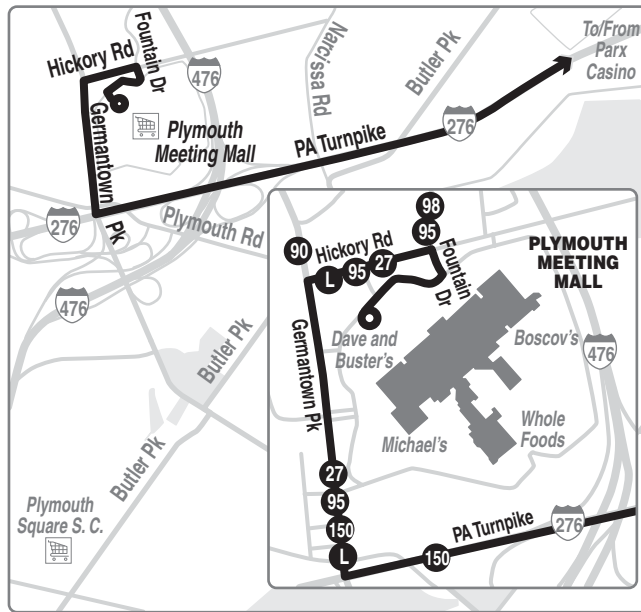 Hickory Rd
Fountain Dr
476
Narcissa Rd
Butler Pk
To/From
Parx
Casino
Germantown
Pk
Plymouth
Meeting Mall
PA Turnpike
276
276
Plymouth Rd
476
Butler Pk
Butler Pk
Plymouth
Square S. C.
98
95
90
Hickory Rd
L
95
27
Fountain
Dr
PLYMOUTH
MEETING
MALL
Dave and
Buster's
Boscov's
476
Germantown Pk
Michael's
Whole
Foods
27
95
150
L
150
PA Turnpike
276